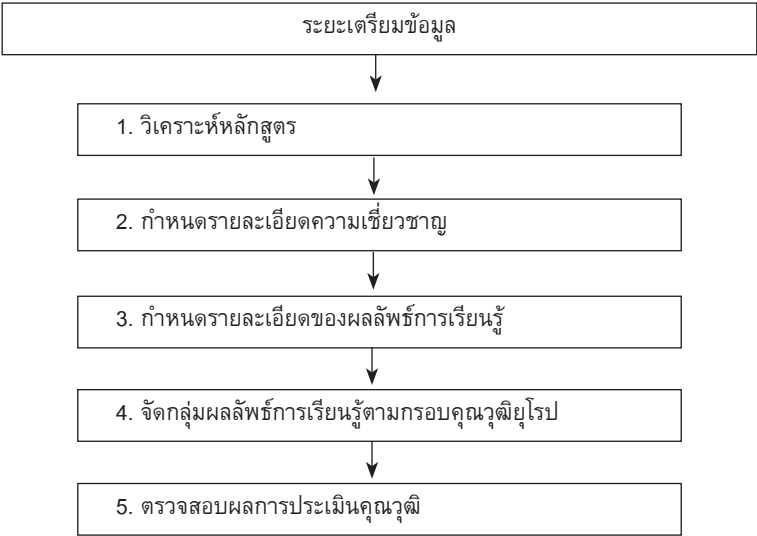 ระยะเตรียมข้อมูล
1. วิเคราะห์หลักสูตร
2. กำหนดรายละเอียดความเชี่ยวชาญ
3. กำหนดรายละเอียดของผลลัพธ์การเรียนรู้
4. จัดกลุ่มผลลัพธ์การเรียนรู้ตามกรอบคุณวุฒิยุโรป
5. ตรวจสอบผลการประเมินคุณวุฒิ